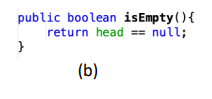 public boolean isEmpty(){
    return head == null;
}
(b)